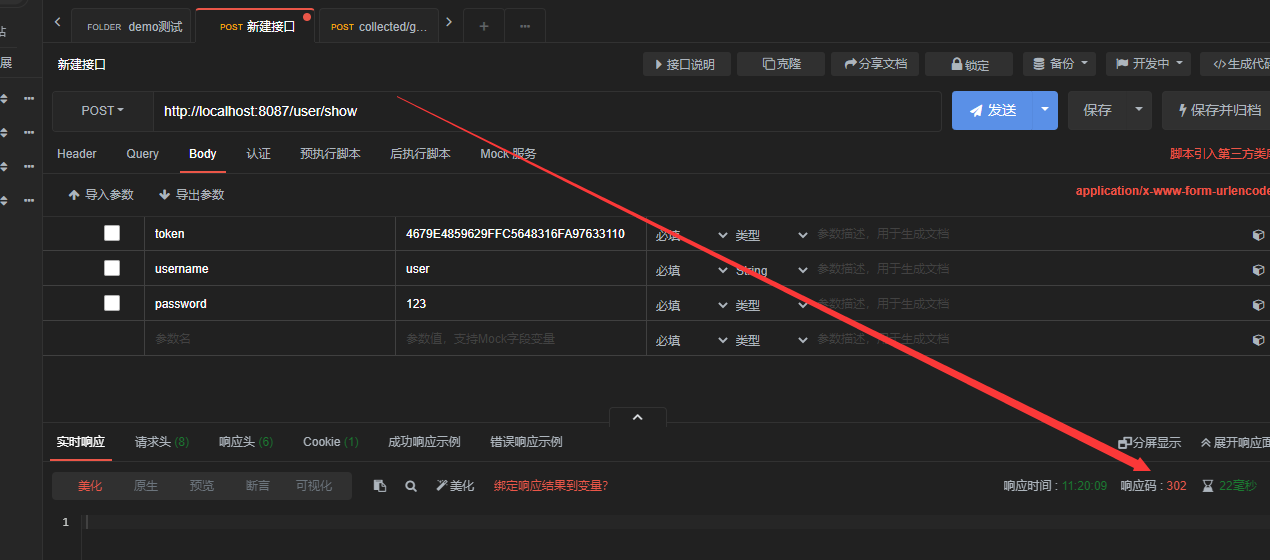 FOLDER demo测试 POST 新建接口 POST collected/g...
站
展
新建接口 接口说明 克隆 分享文档 锁定 备份 开发中 生成代码
POST http://localhost:8087/user/show 发送 保存 保存并归档
Header Query Body 认证 预执行脚本 后执行脚本 Mock 服务 脚本引入第三方类库
导入参数 导出参数 application/x-www-form-urlencode
token 4679E4859629FFC5648316FA97633110 必填 类型 参数描述，用于生成文档
username user 必填 String 参数描述，用于生成文档
password 123 必填 类型 参数描述，用于生成文档
参数名 参数值，支持Mock字段变量 必填 类型 参数描述，用于生成文档
实时响应 请求头 (8) 响应头 (6) Cookie (1) 成功响应示例 错误响应示例 分屏显示 展开响应面
美化 原生 预览 断言 可视化 美化 绑定响应结果到变量? 响应时间 : 11:20:09 响应码 : 302 22毫秒
1